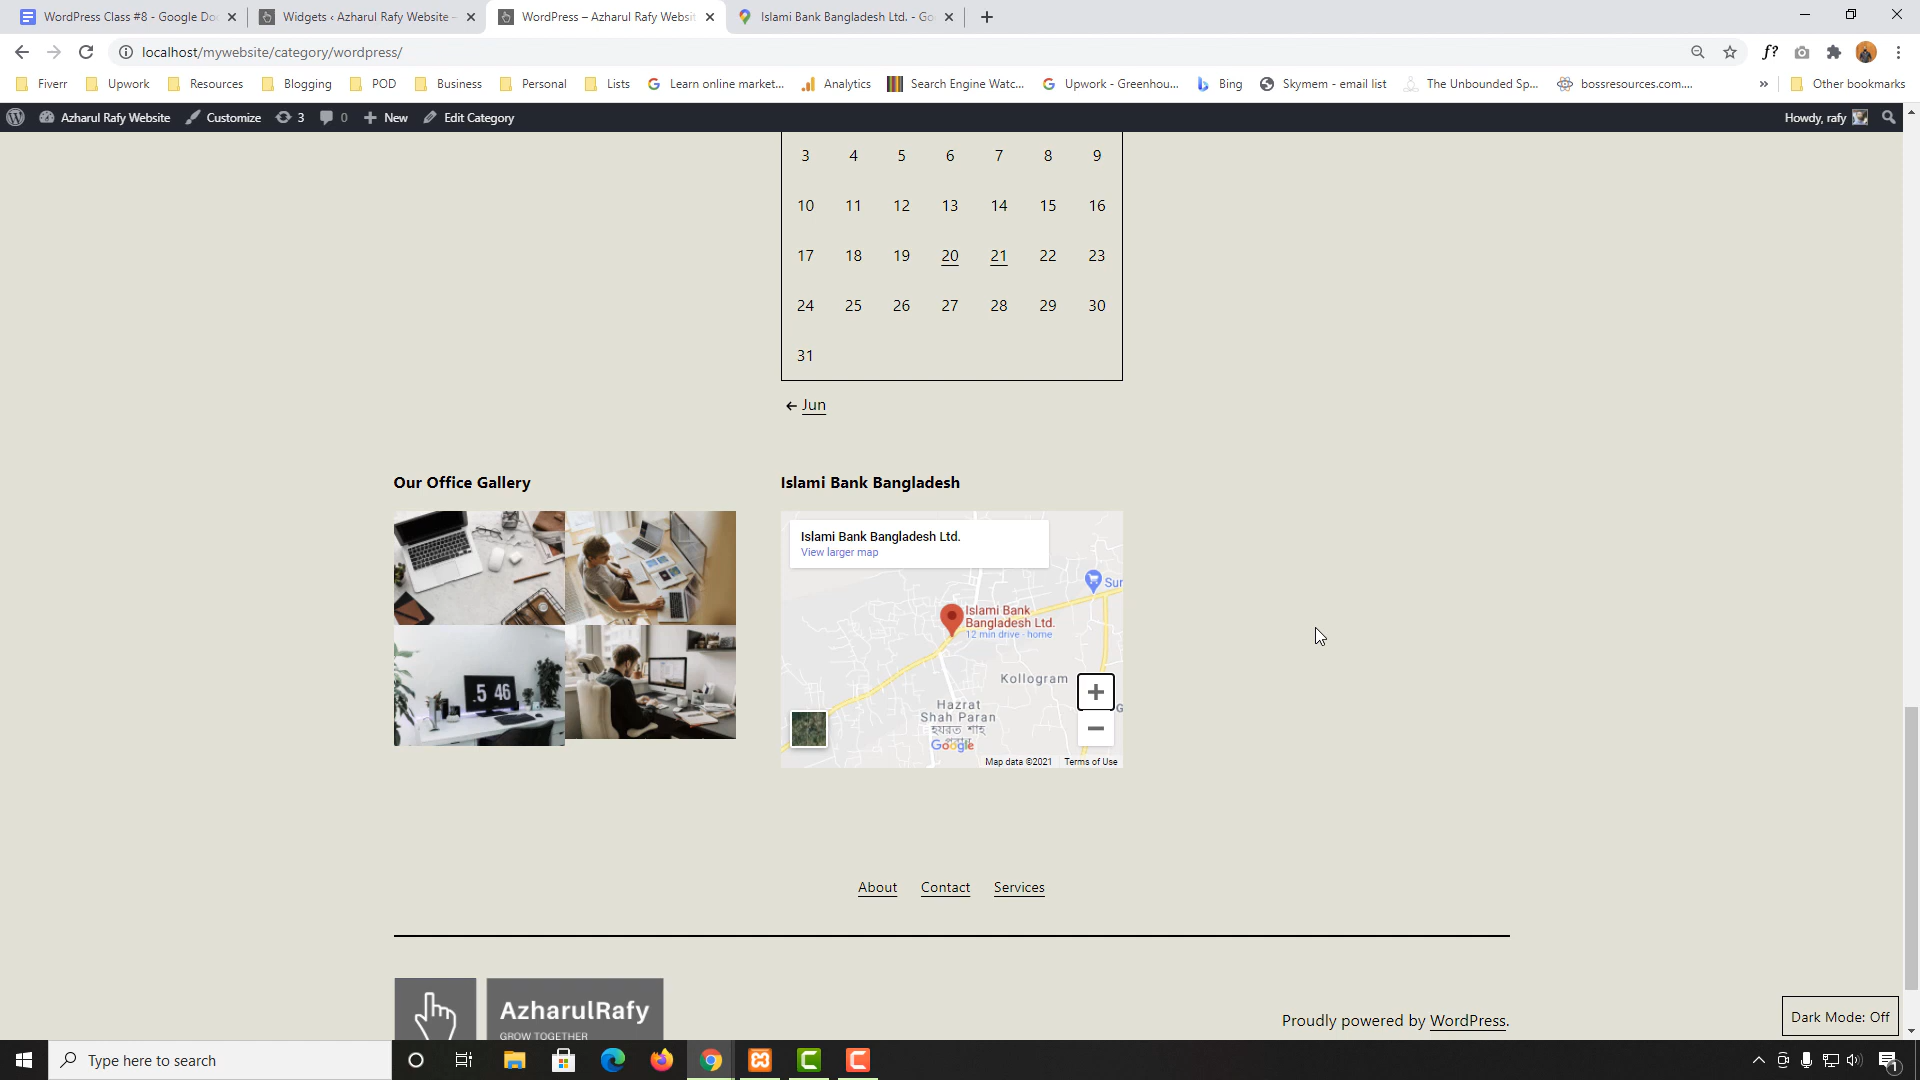 WordPress Class #8 - Google Do
Widgets ‹ Azharul Rafy Website –
WordPress – Azharul Rafy Websit
Islami Bank Bangladesh Ltd. - Go
localhost/mywebsite/category/wordpress/
f?
Fiverr
Upwork
Resources
Blogging
POD
Business
Personal
Lists
Learn online market...
Analytics
Search Engine Watc...
Upwork - Greenhou...
Bing
Skymem - email list
The Unbounded Sp...
bossresources.com....
»
Other bookmarks
Azharul Rafy Website
Customize
3
0
New
Edit Category
Howdy, rafy
3 4 5 6 7 8 9
10 11 12 13 14 15 16
17 18 19 20 21 22 23
24 25 26 27 28 29 30
31
← Jun
Our Office Gallery
Islami Bank Bangladesh
5 46
Islami Bank Bangladesh Ltd.
View larger map
Sur
Islami Bank
Bangladesh Ltd.
12 min drive · home
Kollogram
+
G
Hazrat
Shah Paran
হযরত শাহ
Google
−
Map data ©2021
Terms of Use
About
Contact
Services
AzharulRafy
GROW TOGETHER
Proudly powered by WordPress.
Dark Mode: Off
Type here to search
1